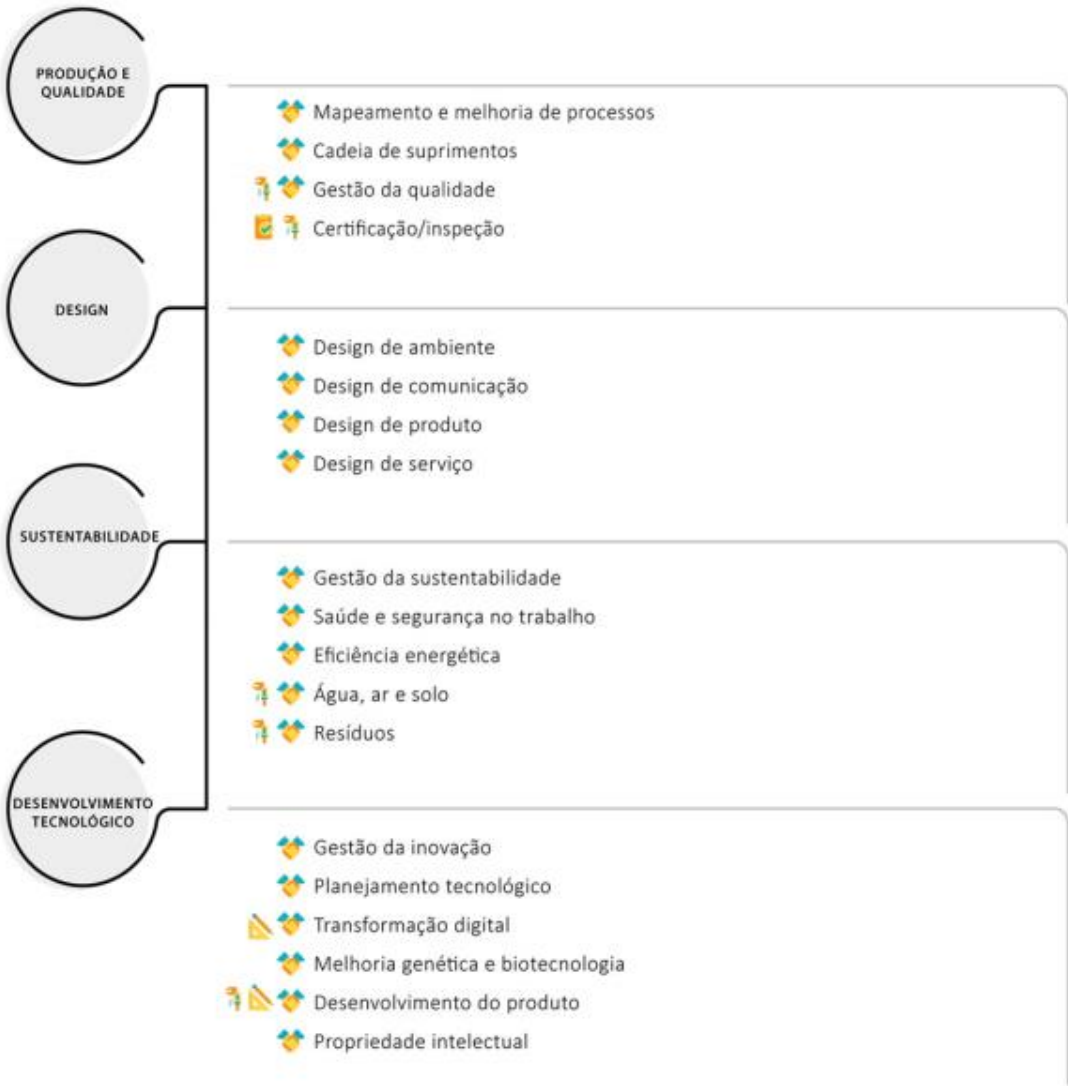 PRODUÇÃO E
QUALIDADE
Mapeamento e melhoria de processos
Cadeia de suprimentos
Gestão da qualidade
Certificação/inspeção
DESIGN
Design de ambiente
Design de comunicação
Design de produto
Design de serviço
SUSTENTABILIDADE
Gestão da sustentabilidade
Saúde e segurança no trabalho
Eficiência energética
Água, ar e solo
Resíduos
DESENVOLVIMENTO
TECNOLÓGICO
Gestão da inovação
Planejamento tecnológico
Transformação digital
Melhoria genética e biotecnologia
Desenvolvimento do produto
Propriedade intelectual